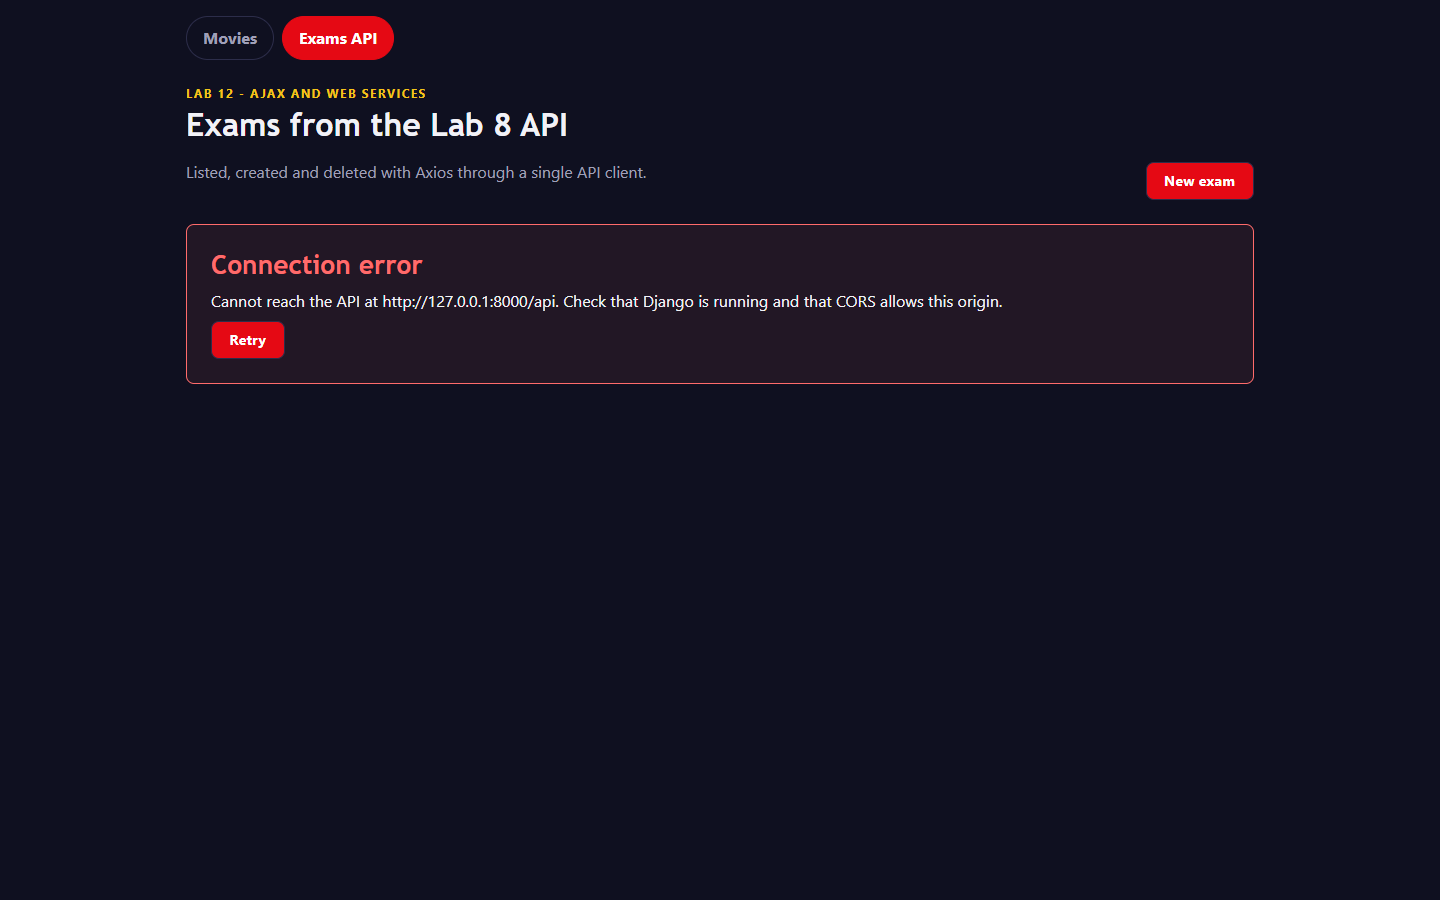 Movies
Exams API
LAB 12 - AJAX AND WEB SERVICES
Exams from the Lab 8 API
Listed, created and deleted with Axios through a single API client.
New exam
Connection error
Cannot reach the API at http://127.0.0.1:8000/api. Check that Django is running and that CORS allows this origin.
Retry